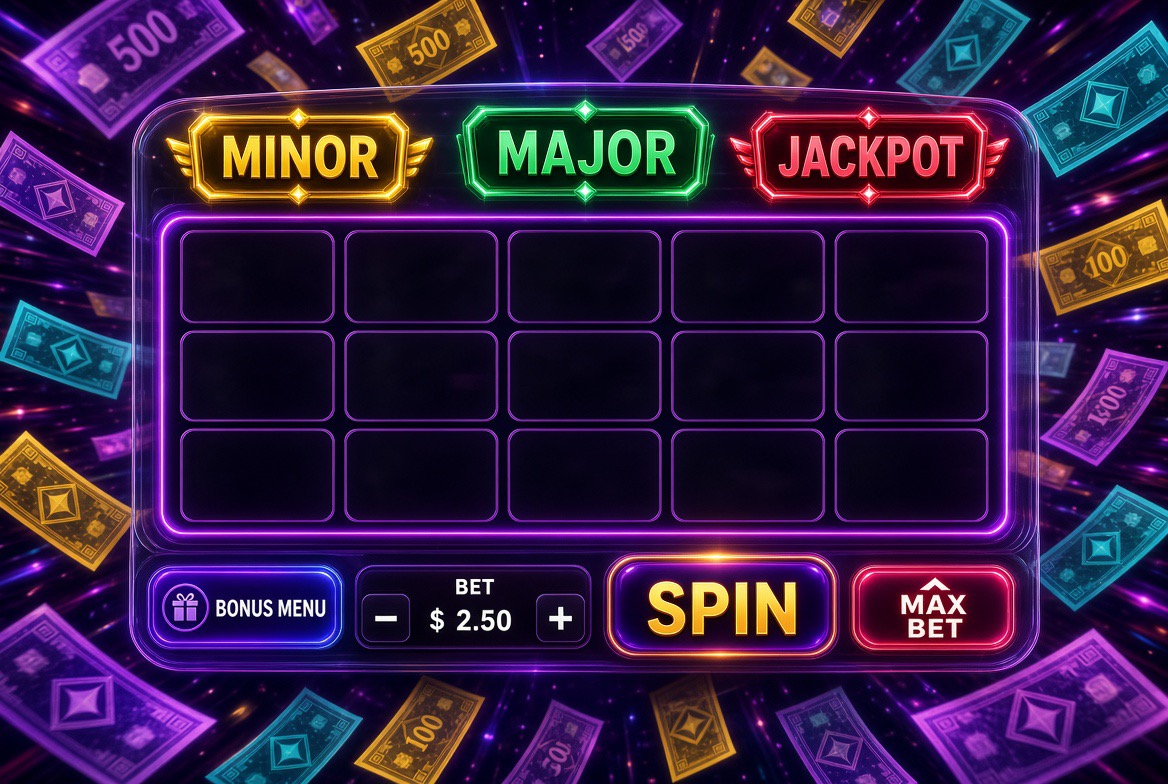 500
500
MINOR
MAJOR
JACKPOT
100
BONUS MENU
BET
− $ 2.50 +
SPIN
MAX
BET
100